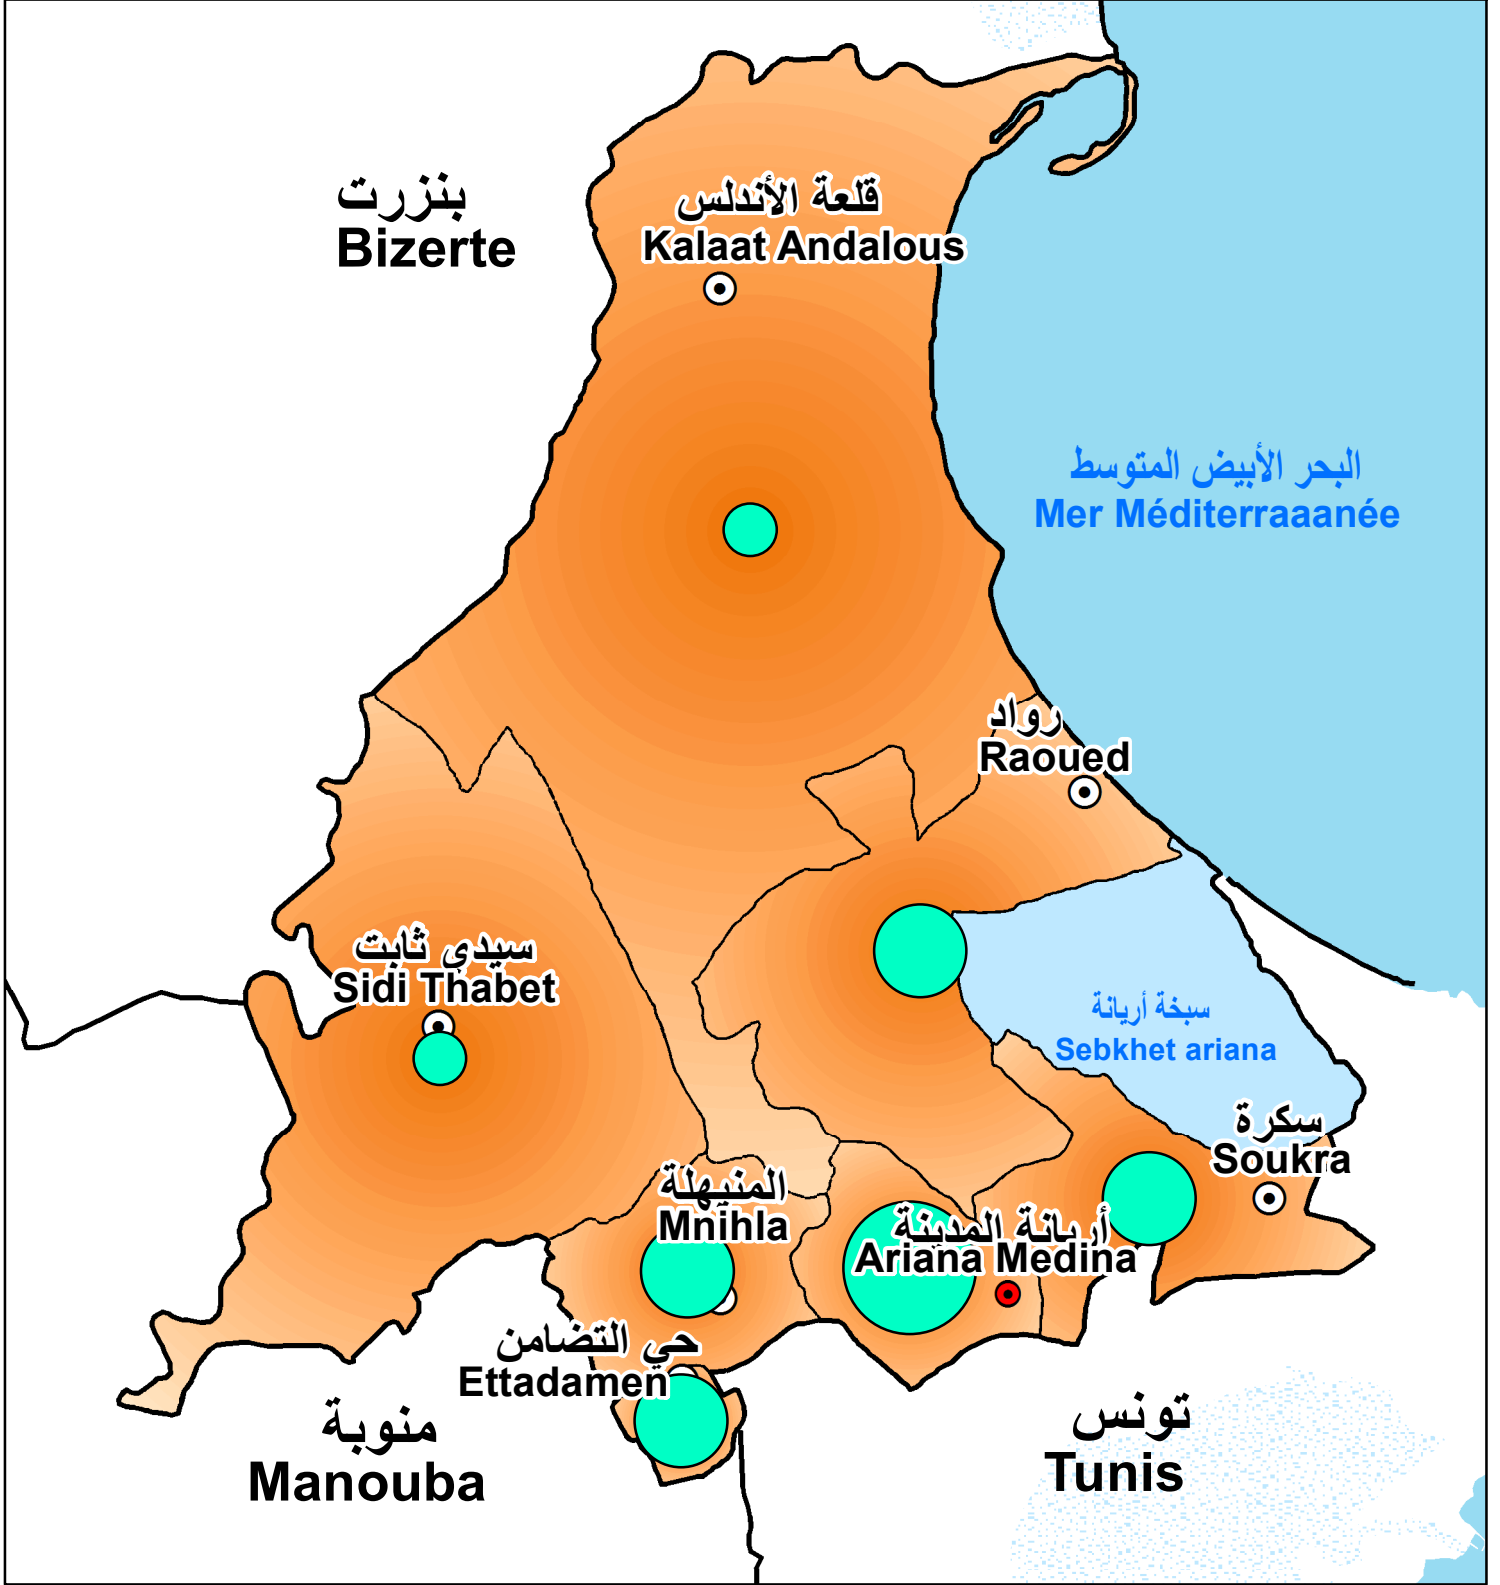 بنزرت
Bizerte
قلعة الأندلس
Kalaat Andalous
البحر الأبيض المتوسط
Mer Méditerraaanée
رواد
Raoued
سيدي ثابت
Sidi Thabet
سبخة أريانة
Sebkhet ariana
سكرة
Soukra
المنيهلة
Mnihla
أريانة المدينة
Ariana Medina
حي التضامن
Ettadamen
منوبة
Manouba
تونس
Tunis